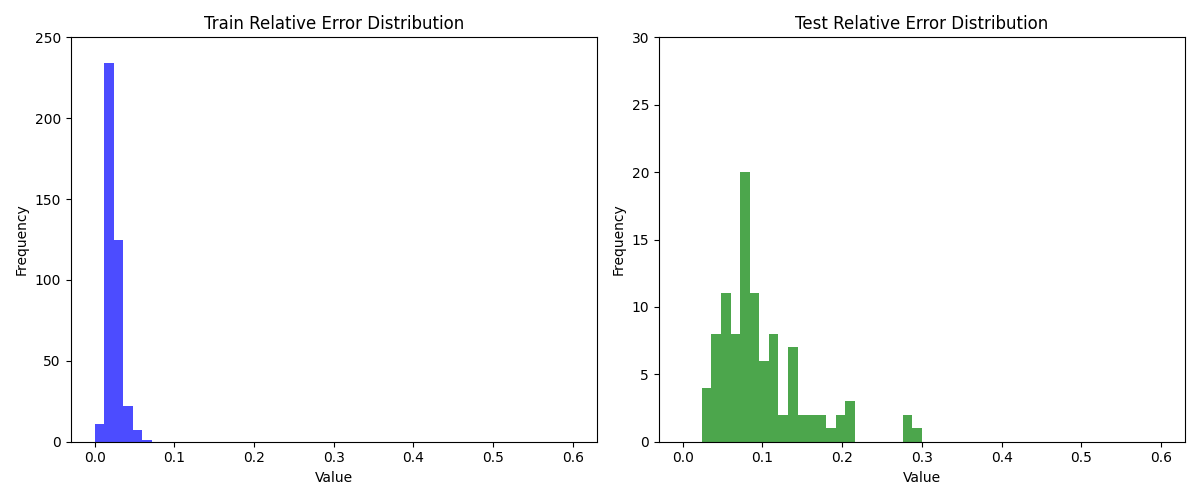 Train Relative Error Distribution
250
200
150
100
50
0
Frequency
0.0 0.1 0.2 0.3 0.4 0.5 0.6
Value
Test Relative Error Distribution
30
25
20
15
10
5
0
Frequency
0.0 0.1 0.2 0.3 0.4 0.5 0.6
Value